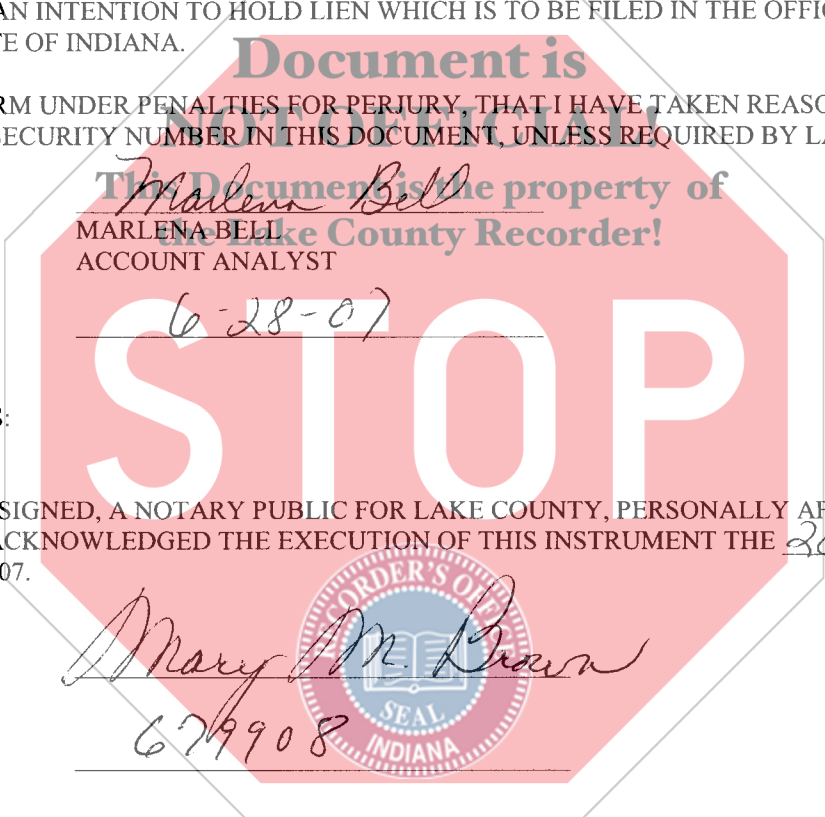 AN INTENTION TO HOLD LIEN WHICH IS TO BE FILED IN THE OFFIC
TE OF INDIANA.
Document is
RM UNDER PENALTIES FOR PERJURY, THAT I HAVE TAKEN REASO
NOT OFFICIAL!
SECURITY NUMBER IN THIS DOCUMENT, UNLESS REQUIRED BY LA
Marlena Bell
This Document is the property of
MARLENA BELL
the Lake County Recorder!
ACCOUNT ANALYST
6-28-07
STOP
S:
SIGNED, A NOTARY PUBLIC FOR LAKE COUNTY, PERSONALLY AP
ACKNOWLEDGED THE EXECUTION OF THIS INSTRUMENT THE 28
07.
RECORDER'S OFFICE
Mary M. Brown
SEAL
679908
INDIANA